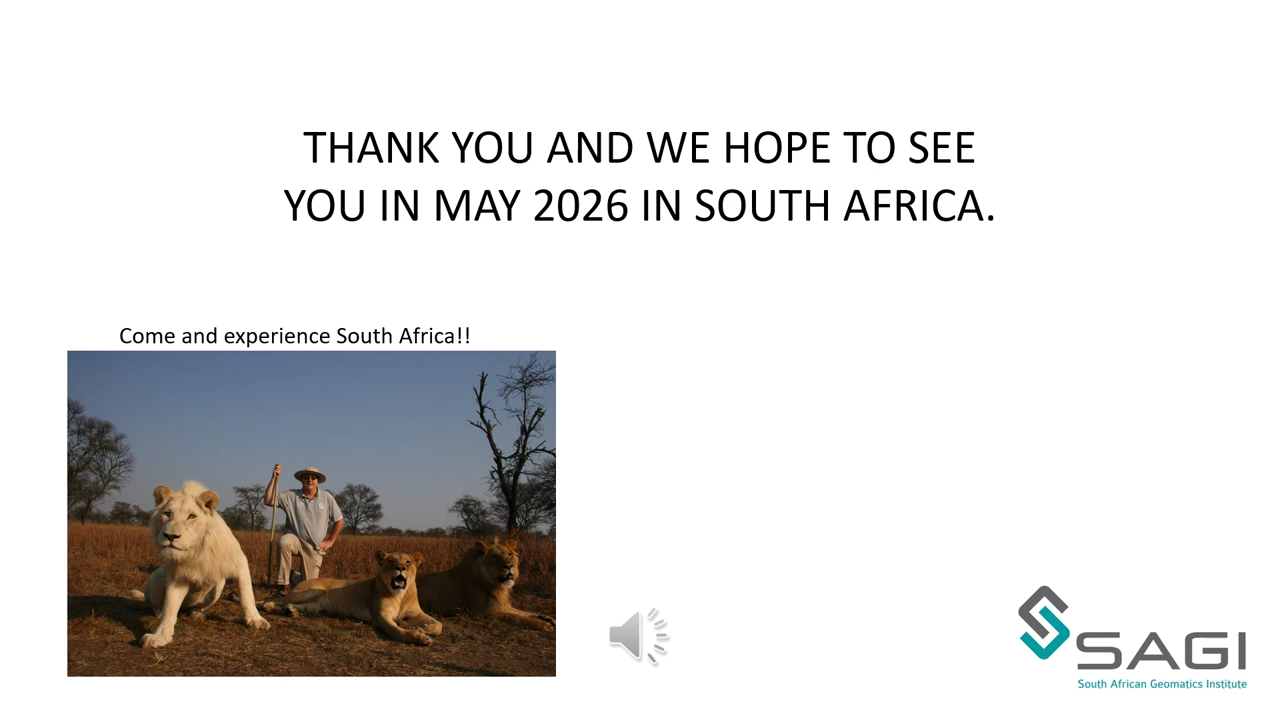 THANK YOU AND WE HOPE TO SEE
YOU IN MAY 2026 IN SOUTH AFRICA.
Come and experience South Africa!!
SAGI
South African Geomatics Institute